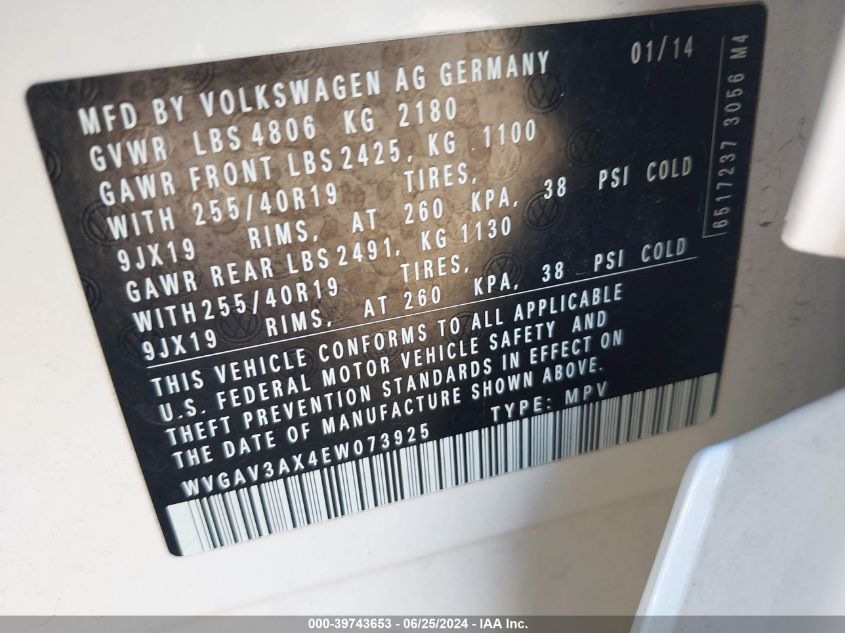 MFD BY VOLKSWAGEN AG GERMANY 01/14
GVWR LBS 4806 KG 2180
GAWR FRONT LBS 2425, KG 1100
WITH 255/40R19 TIRES,
9JX19 RIMS, AT 260 KPA, 38 PSI COLD
GAWR REAR LBS 2491, KG 1130
WITH 255/40R19 TIRES,
9JX19 RIMS, AT 260 KPA, 38 PSI COLD
THIS VEHICLE CONFORMS TO ALL APPLICABLE
U.S. FEDERAL MOTOR VEHICLE SAFETY AND
THEFT PREVENTION STANDARDS IN EFFECT ON
THE DATE OF MANUFACTURE SHOWN ABOVE.
WVGAV3AX4EW073925 TYPE: MPV
6517237 3056 M4
000-39743653 - 06/25/2024 - IAA Inc.